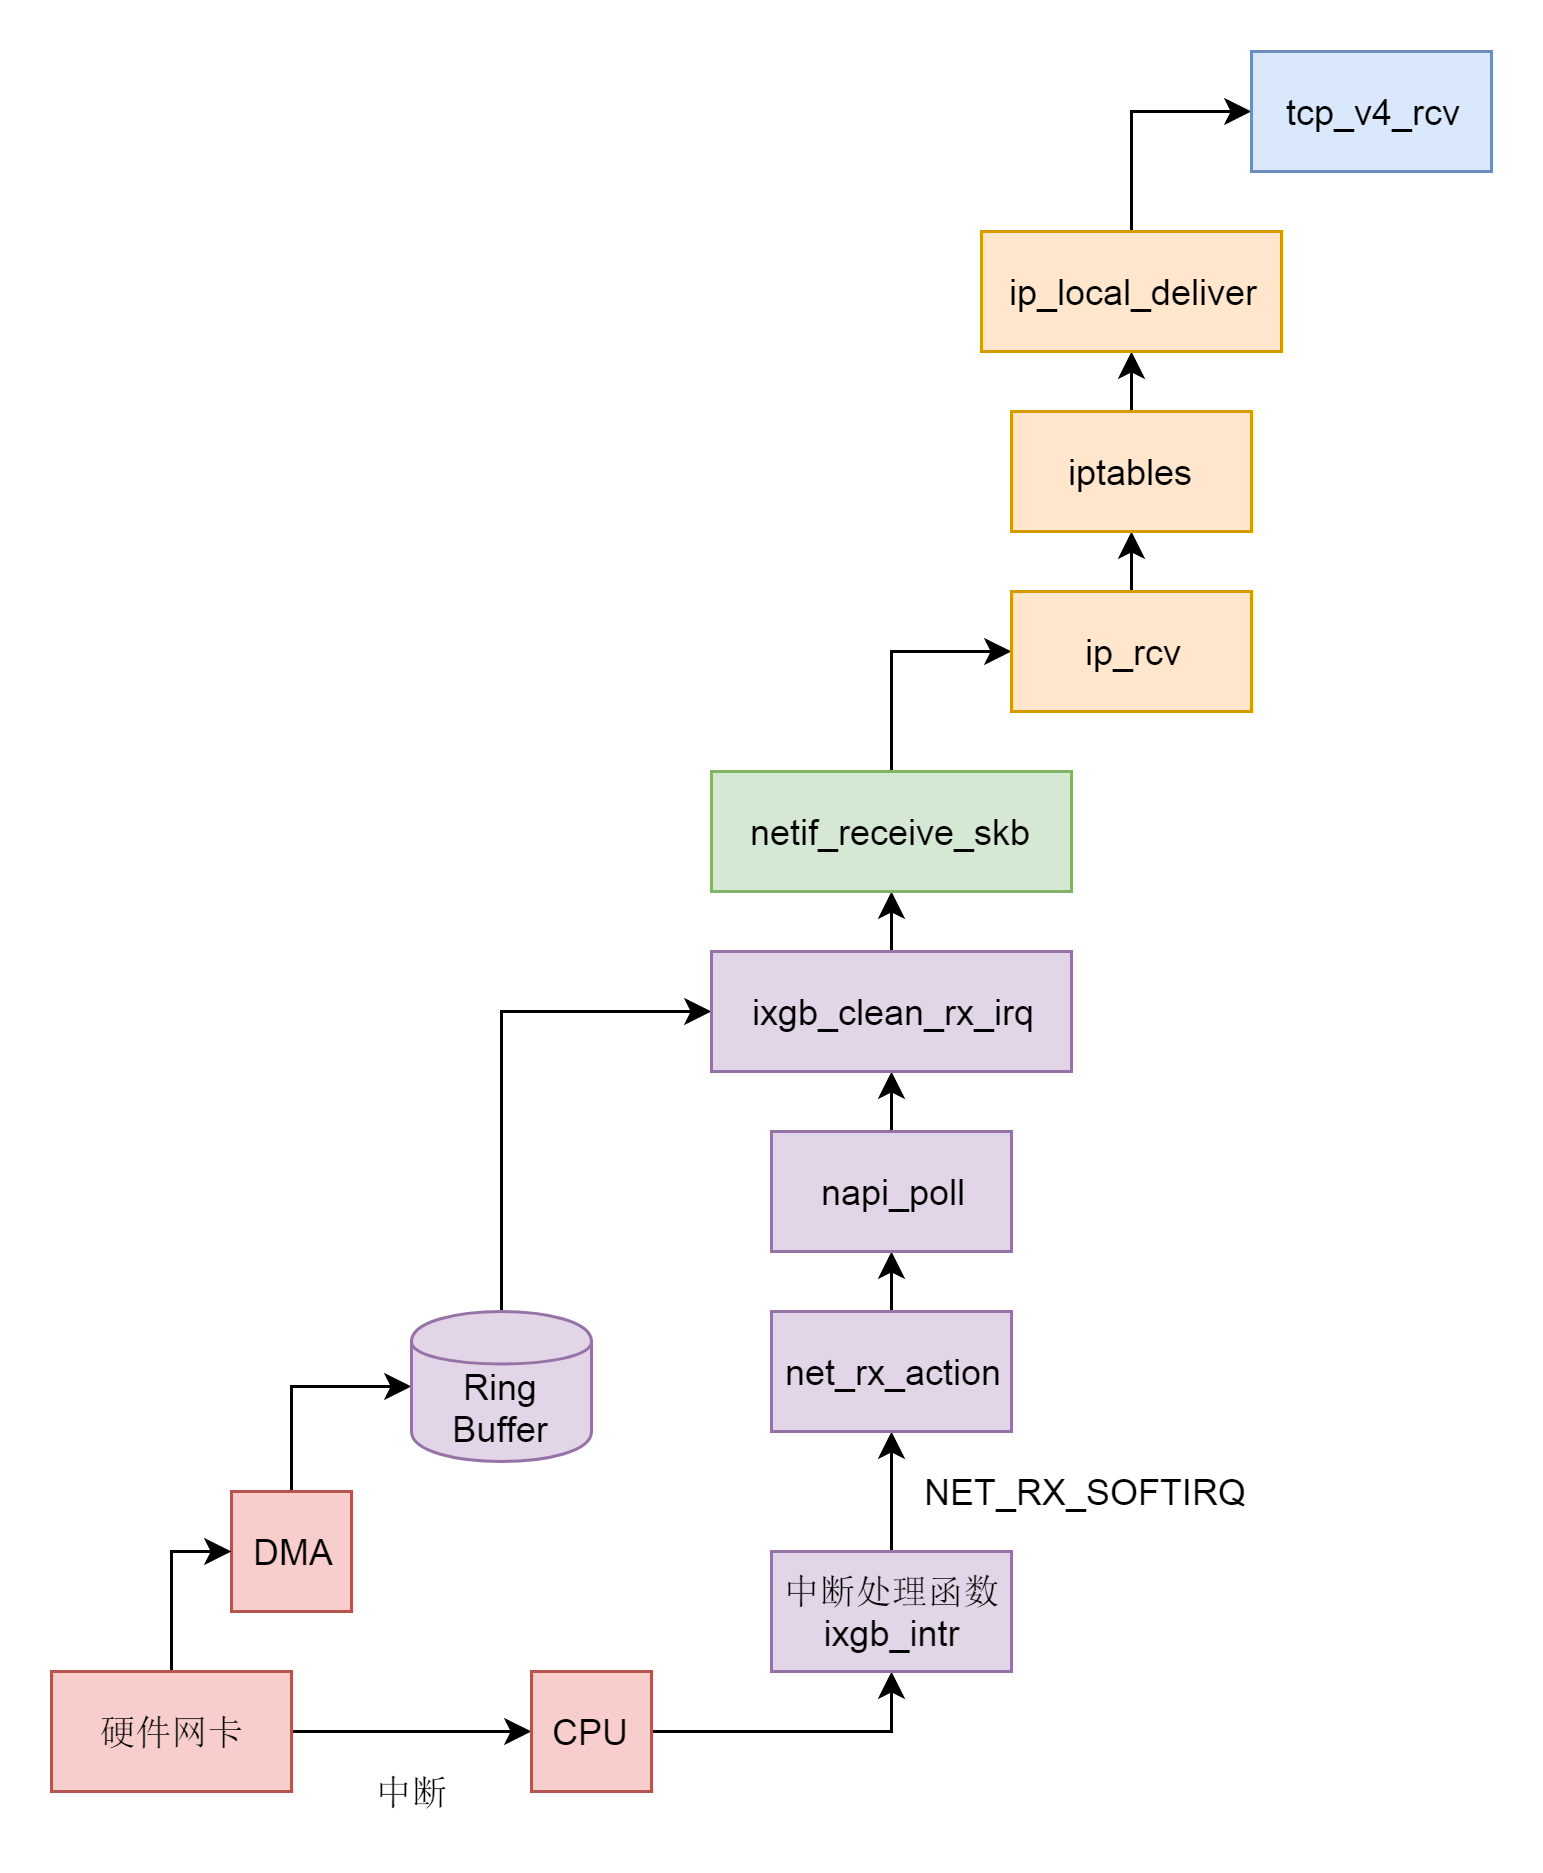 tcp_v4_rcv
ip_local_deliver
iptables
ip_rcv
netif_receive_skb
ixgb_clean_rx_irq
napi_poll
net_rx_action
Ring
Buffer
NET_RX_SOFTIRQ
DMA
中断处理函数
ixgb_intr
硬件网卡
CPU
中断